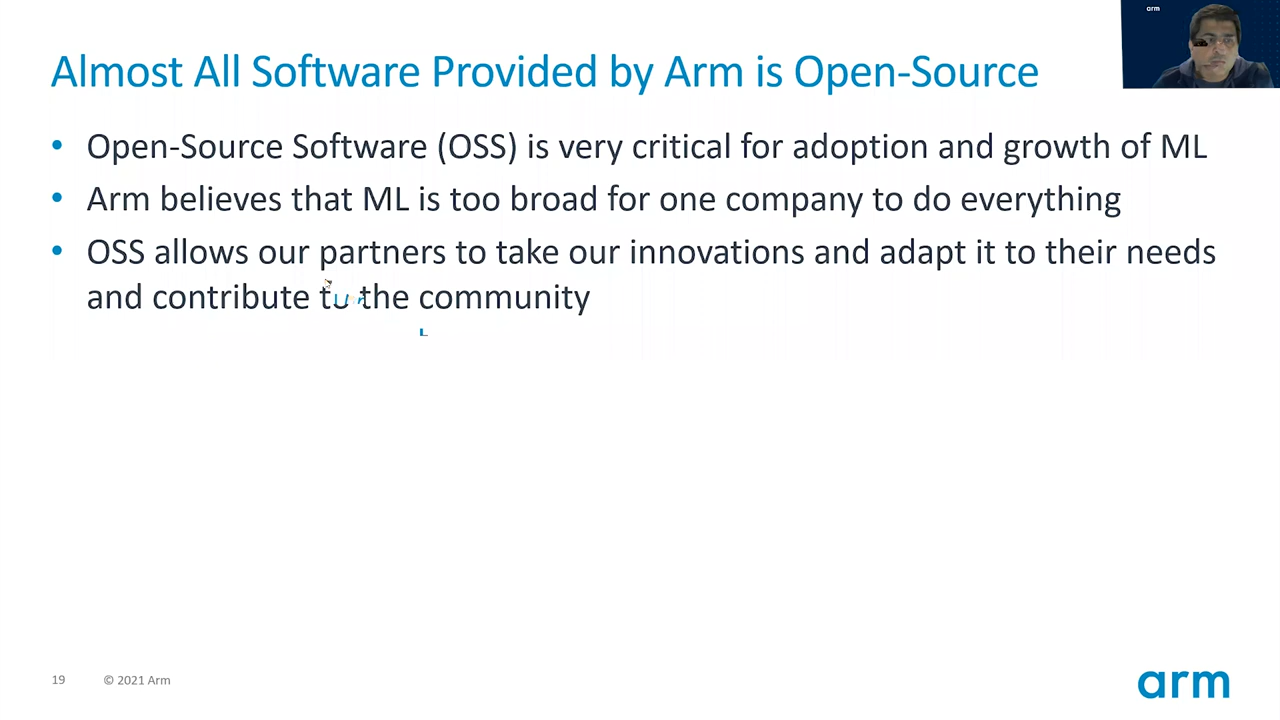 arm
Almost All Software Provided by Arm is Open-Source
• Open-Source Software (OSS) is very critical for adoption and growth of ML
• Arm believes that ML is too broad for one company to do everything
• OSS allows our partners to take our innovations and adapt it to their needs
and contribute to the community
19 © 2021 Arm
arm